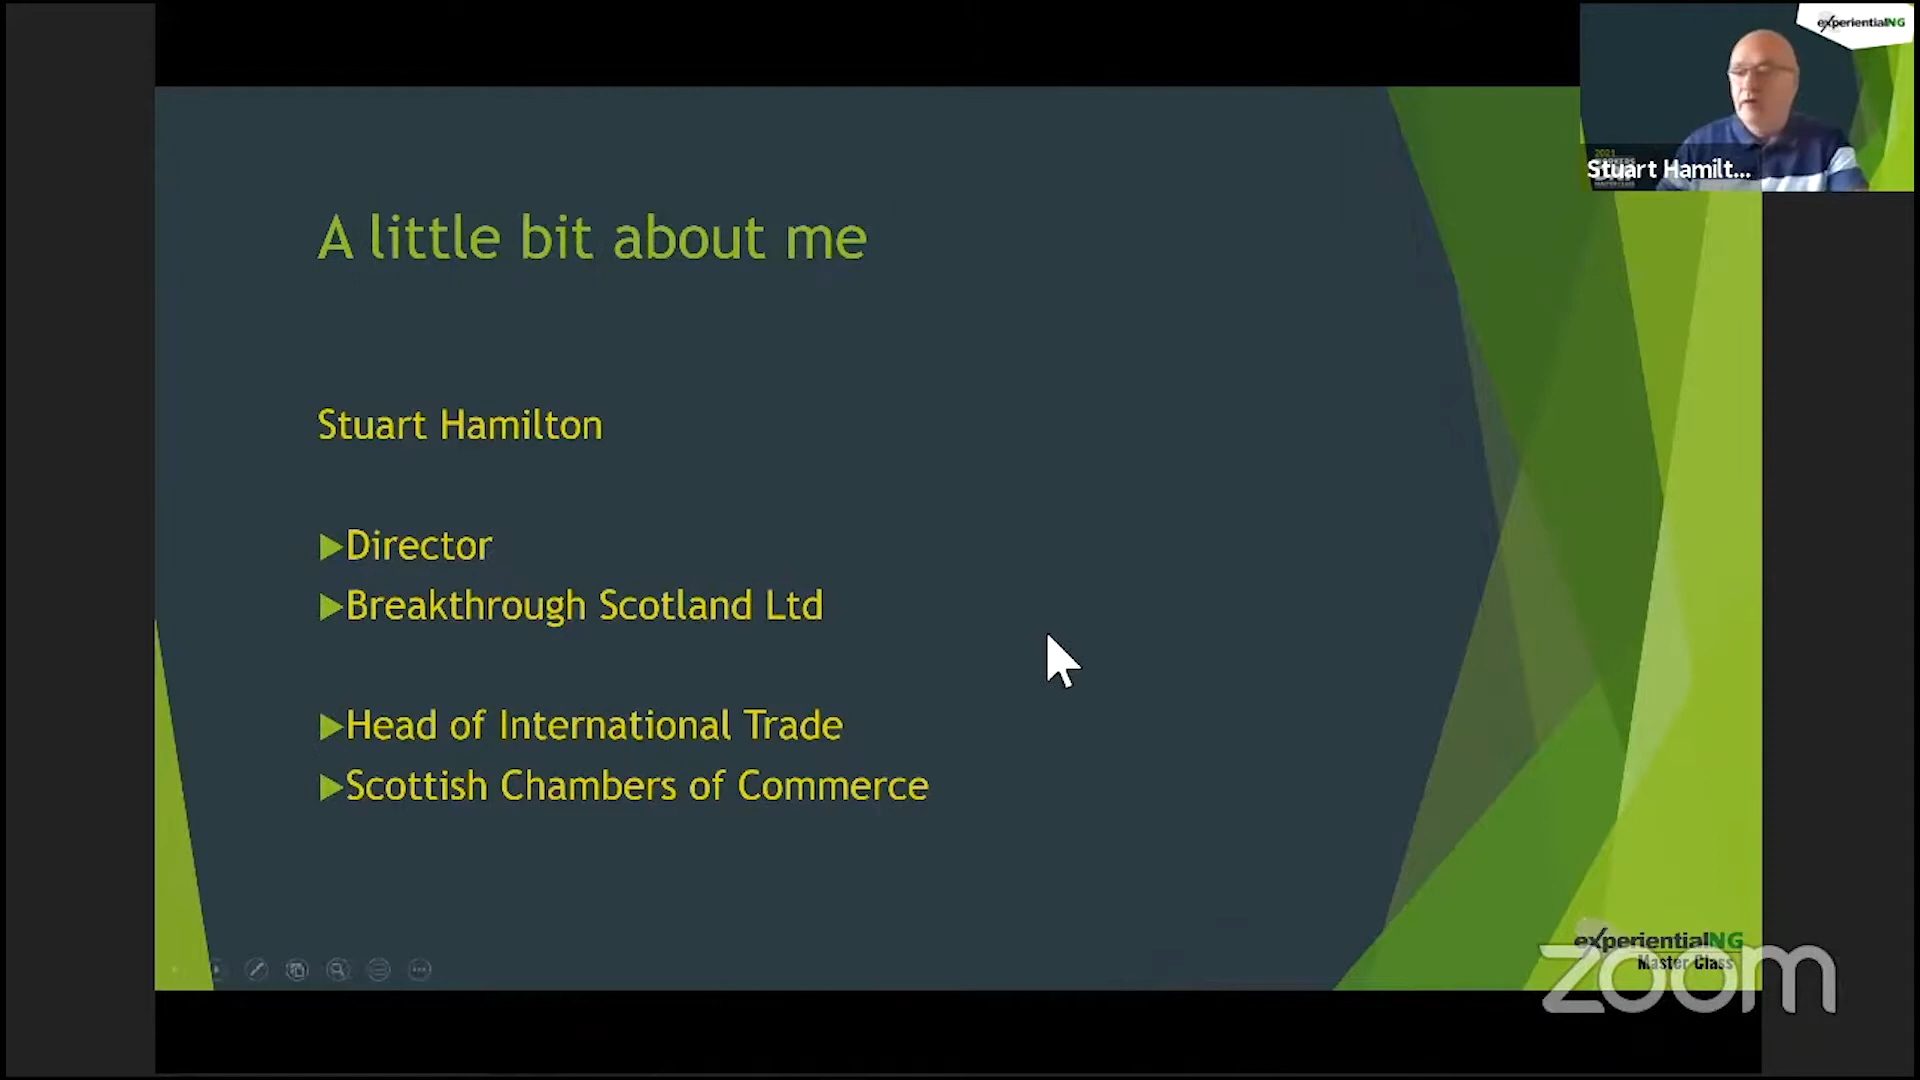 experientialNG
2021
Stuart Hamilt...
A little bit about me
Stuart Hamilton
Director
Breakthrough Scotland Ltd
Head of International Trade
Scottish Chambers of Commerce
experientialNG
Master Class
zoom